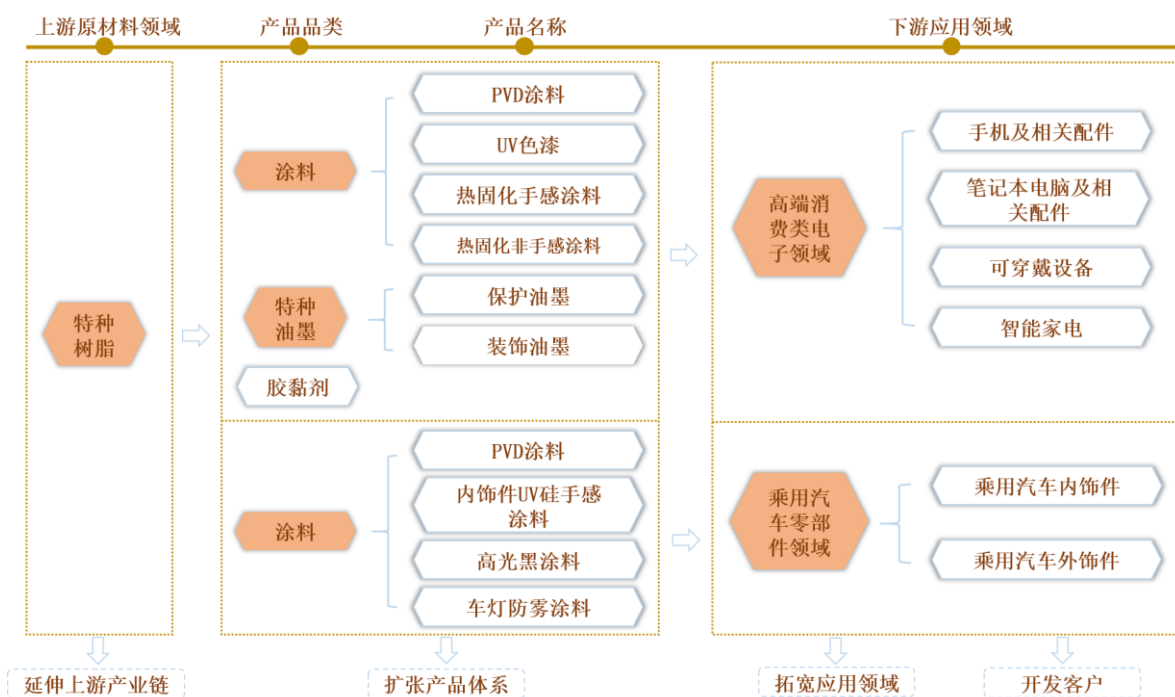 上游原材料领域
产品品类
产品名称
下游应用领域
特种
树脂
涂料
PVD涂料
UV色漆
热固化手感涂料
热固化非手感涂料
特种
油墨
保护油墨
装饰油墨
胶黏剂
高端消
费类电
子领域
手机及相关配件
笔记本电脑及相
关配件
可穿戴设备
智能家电
涂料
PVD涂料
内饰件UV硅手感
涂料
高光黑涂料
车灯防雾涂料
乘用汽
车零部
件领域
乘用汽车内饰件
乘用汽车外饰件
延伸上游产业链
扩张产品体系
拓宽应用领域
开发客户